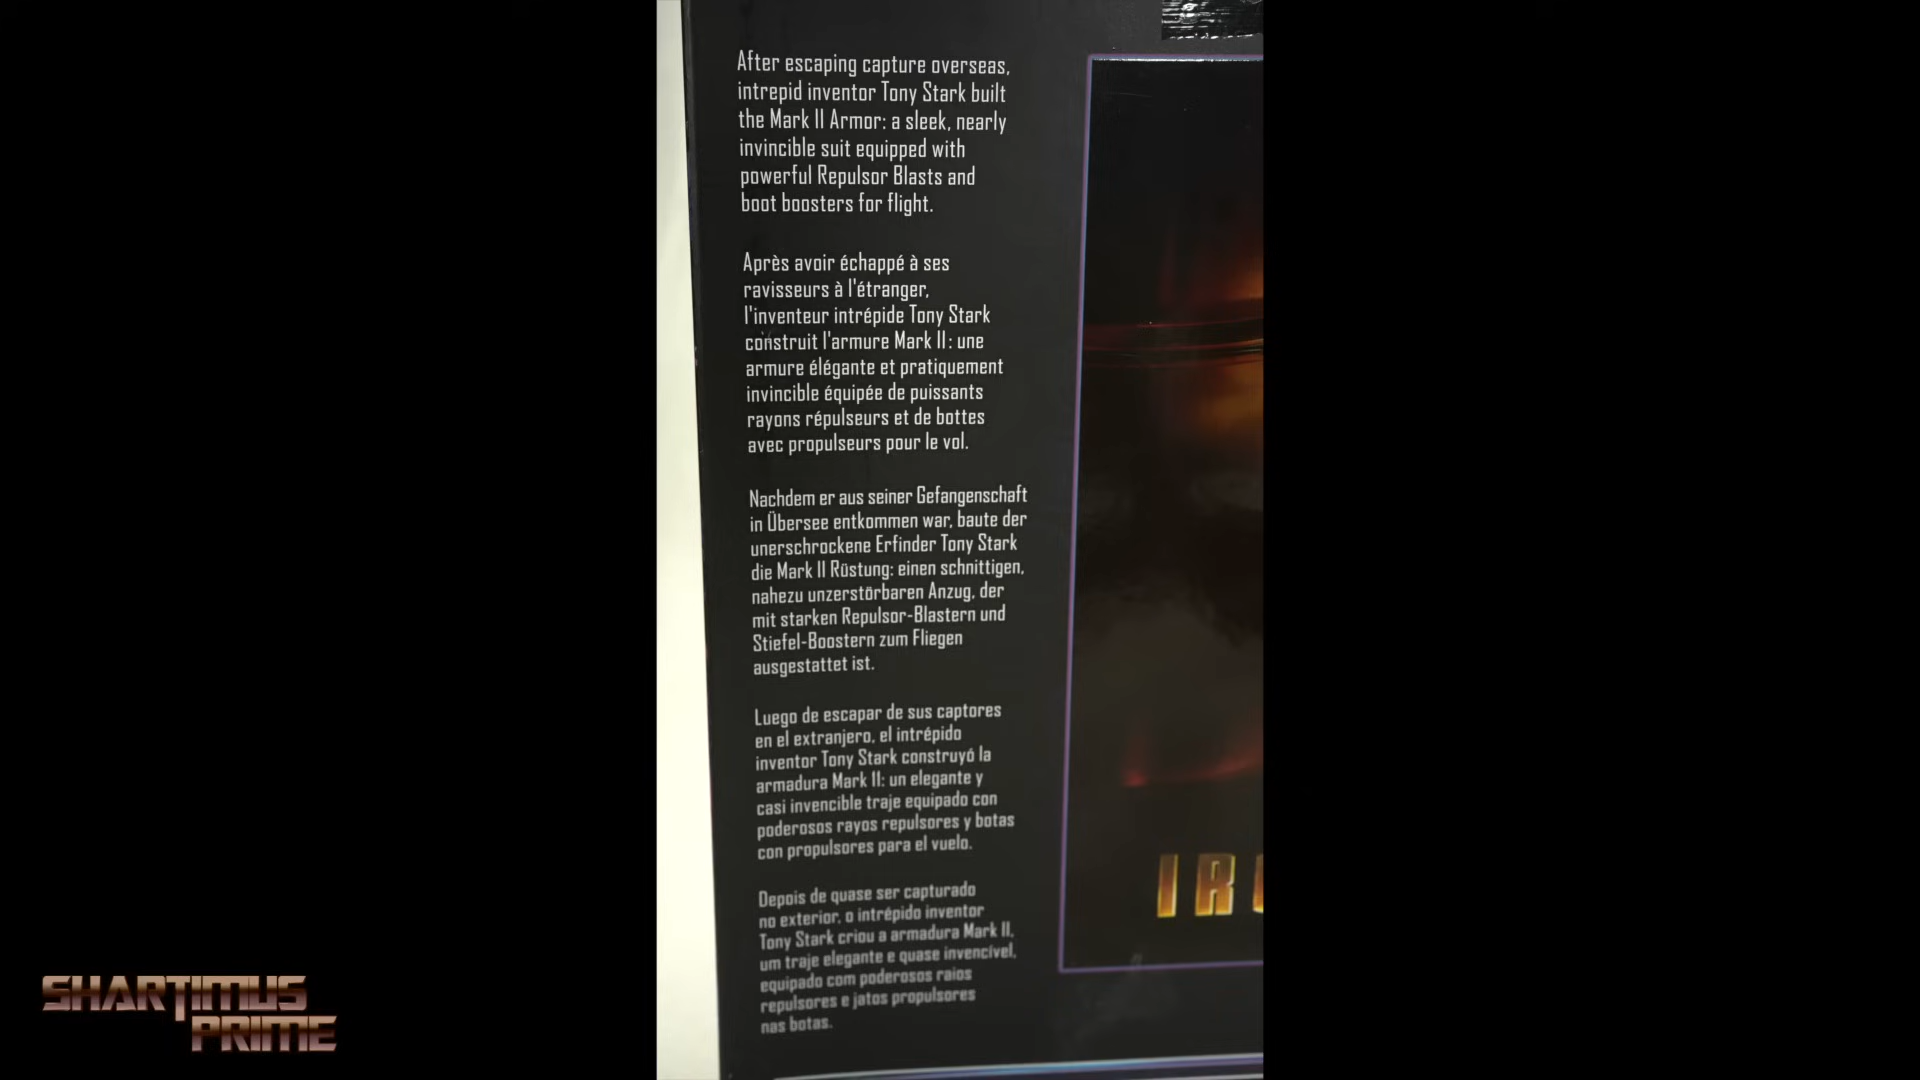 After escaping capture overseas,
intrepid inventor Tony Stark built
the Mark II Armor: a sleek, nearly
invincible suit equipped with
powerful Repulsor Blasts and
boot boosters for flight.
Après avoir échappé à ses
ravisseurs à l'étranger,
l'inventeur intrépide Tony Stark
construit l'armure Mark II : une
armure élégante et pratiquement
invincible équipée de puissants
rayons répulseurs et de bottes
avec propulseurs pour le vol.
Nachdem er aus seiner Gefangenschaft
in Übersee entkommen war, baute der
unerschrockene Erfinder Tony Stark
die Mark II Rüstung: einen schnittigen,
nahezu unzerstörbaren Anzug, der
mit starken Repulsor-Blastern und
Stiefel-Boostern zum Fliegen
ausgestattet ist.
Luego de escapar de sus captores
en el extranjero, el intrépido
inventor Tony Stark construyó la
armadura Mark II: un elegante y
casi invencible traje equipado con
poderosos rayos repulsores y botas
con propulsores para el vuelo.
Depois de quase ser capturado
no exterior, o intrépido inventor
Tony Stark criou a armadura Mark II,
um traje elegante e quase invencível,
equipado com poderosos raios
repulsores e jatos propulsores
nas botas.
IR
SHARTIMUS
PRIME